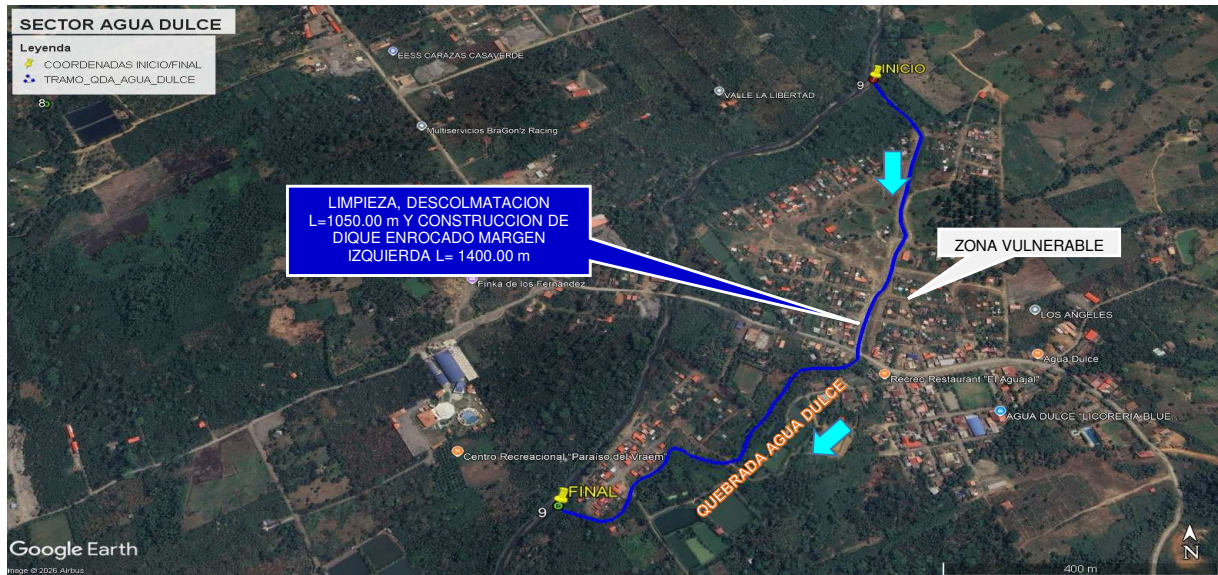 SECTOR AGUA DULCE
Leyenda
COORDENADAS INICIO/FINAL
TRAMO_QDA_AGUA_DULCE
8
EESS CARAZAS CASAVERDE
INICIO
9
VALLE LA LIBERTAD
Multiservicios BraGon'z Racing
LIMPIEZA, DESCOLMATACION
L=1050.00 m Y CONSTRUCCION DE
DIQUE ENROCADO MARGEN
IZQUIERDA L= 1400.00 m
ZONA VULNERABLE
Finka de los Fernandez
LOS ANGELES
Agua Dulce
Recreo Restaurant "El Aguajal"
QUEBRADA AGUA DULCE
AGUA DULCE "LICORERIA BLUE
Centro Recreacional "Paraiso del Vraem"
FINAL
9
Google Earth
Image © 2026 Airbus
N
400 m